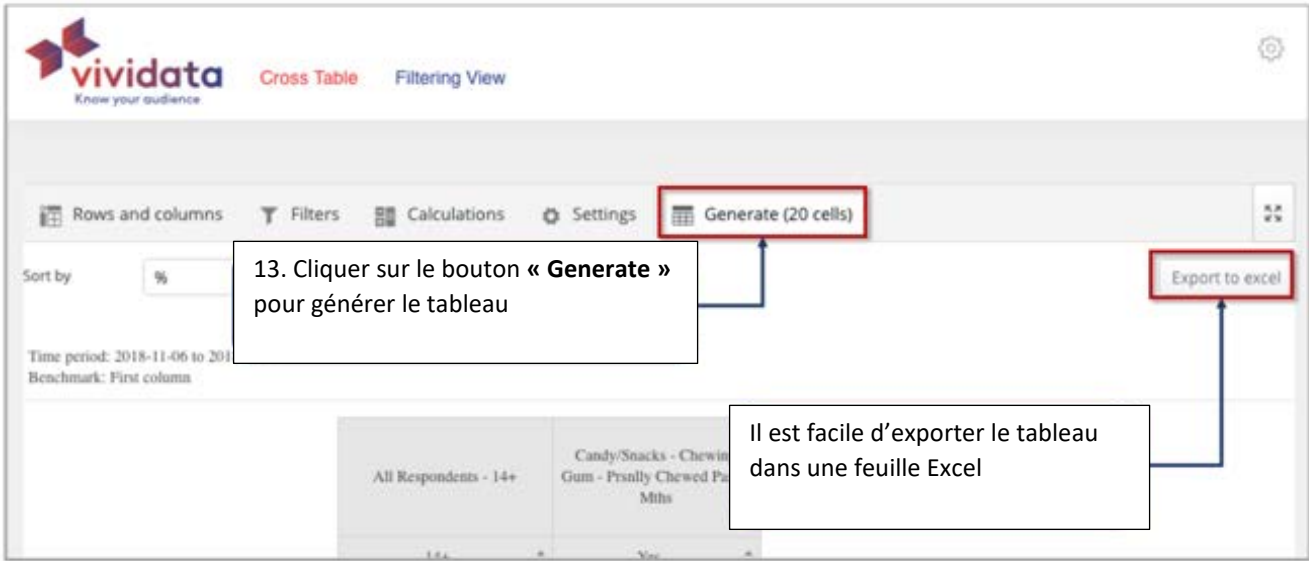 vividata
Know your audience
Cross Table Filtering View
Rows and columns Filters Calculations Settings Generate (20 cells)
Sort by %
Export to excel
13. Cliquer sur le bouton « Generate »
pour générer le tableau
Time period: 2018-11-06 to 201
Benchmark: First column
Il est facile d’exporter le tableau
dans une feuille Excel
All Respondents - 14+
Candy/Snacks - Chewin
Gum - Prsnlly Chewed Pa
Mths
14+ Yes